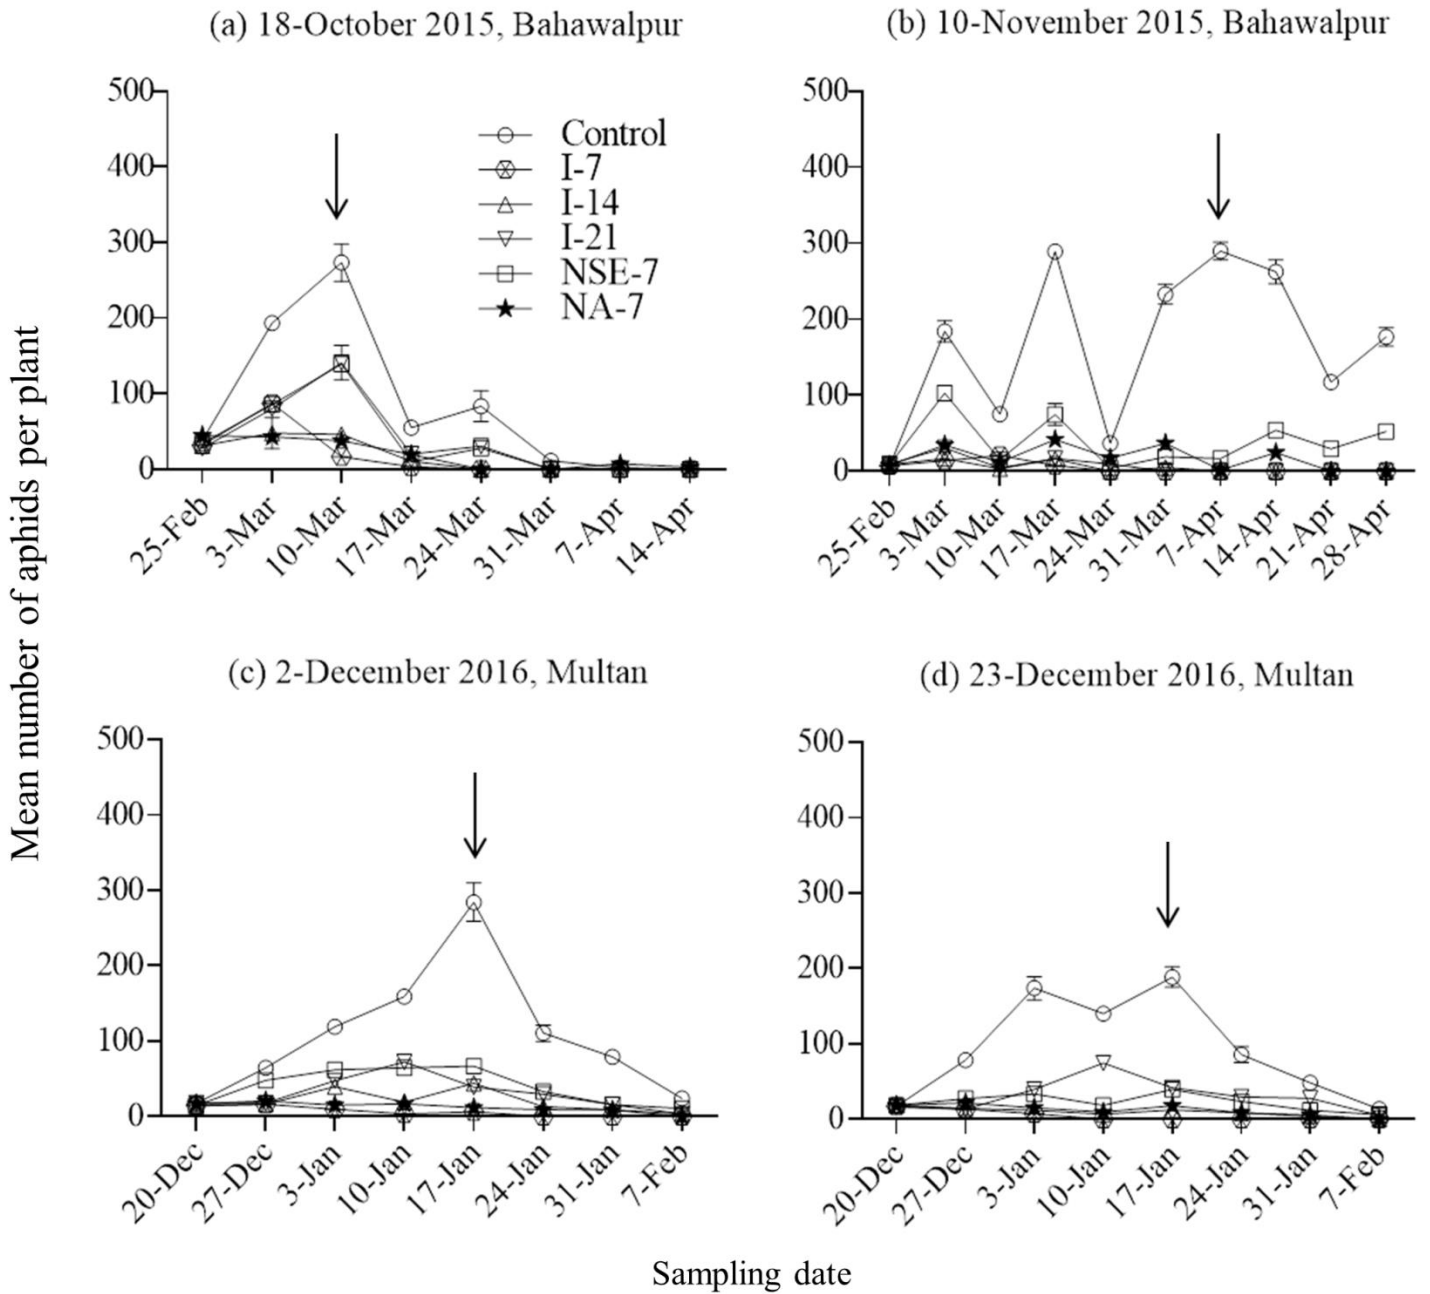 (a) 18-October 2015, Bahawalpur
500
400
300
200
100
0
Control
I-7
I-14
I-21
NSE-7
NA-7
25-Feb
3-Mar
10-Mar
17-Mar
24-Mar
31-Mar
7-Apr
14-Apr
(b) 10-November 2015, Bahawalpur
500
400
300
200
100
0
25-Feb
3-Mar
10-Mar
17-Mar
24-Mar
31-Mar
7-Apr
14-Apr
21-Apr
28-Apr
Mean number of aphids per plant
(c) 2-December 2016, Multan
500
400
300
200
100
0
20-Dec
27-Dec
3-Jan
10-Jan
17-Jan
24-Jan
31-Jan
7-Feb
(d) 23-December 2016, Multan
500
400
300
200
100
0
20-Dec
27-Dec
3-Jan
10-Jan
17-Jan
24-Jan
31-Jan
7-Feb
Sampling date